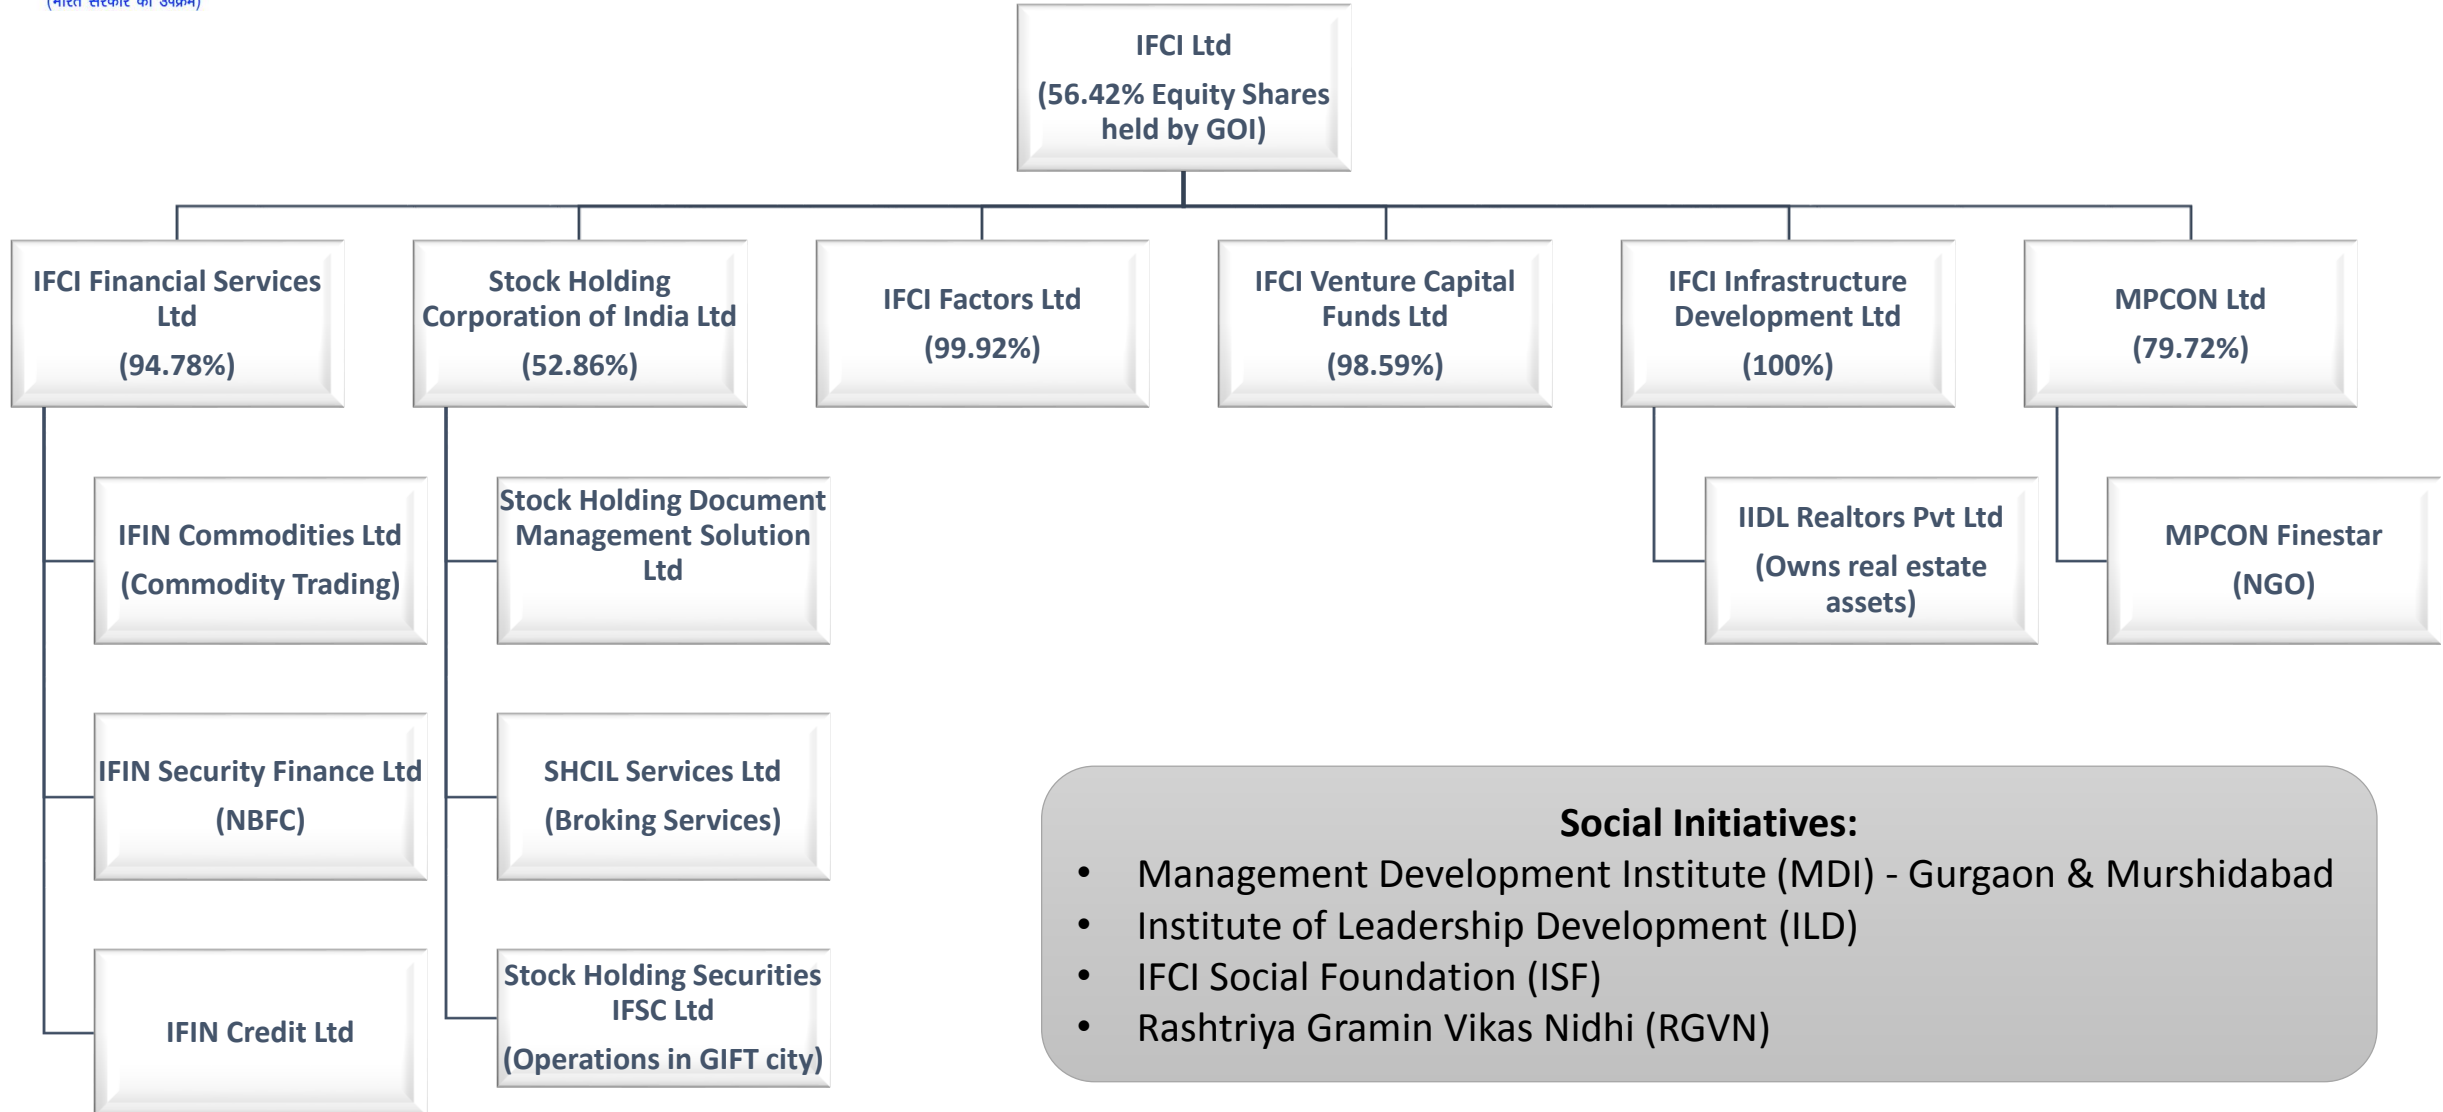 (भारत सरकार का उपक्रम)
IFCI Ltd
(56.42% Equity Shares
held by GOI)
IFCI Financial Services
Ltd
(94.78%)
Stock Holding
Corporation of India Ltd
(52.86%)
IFCI Factors Ltd
(99.92%)
IFCI Venture Capital
Funds Ltd
(98.59%)
IFCI Infrastructure
Development Ltd
(100%)
MPCON Ltd
(79.72%)
IFIN Commodities Ltd
(Commodity Trading)
Stock Holding Document
Management Solution
Ltd
IIDL Realtors Pvt Ltd
(Owns real estate
assets)
MPCON Finestar
(NGO)
IFIN Security Finance Ltd
(NBFC)
SHCIL Services Ltd
(Broking Services)
IFIN Credit Ltd
Stock Holding Securities
IFSC Ltd
(Operations in GIFT city)
Social Initiatives:
• Management Development Institute (MDI) - Gurgaon & Murshidabad
• Institute of Leadership Development (ILD)
• IFCI Social Foundation (ISF)
• Rashtriya Gramin Vikas Nidhi (RGVN)